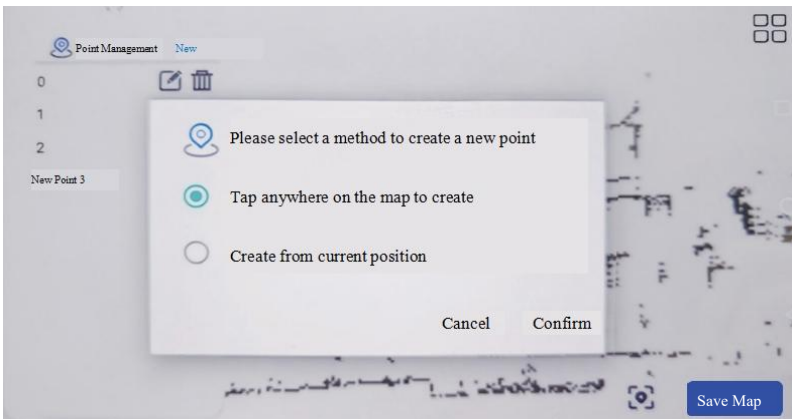 Point Management New
0
1
2
New Point 3
Please select a method to create a new point
Tap anywhere on the map to create
Create from current position
Cancel Confirm
Save Map